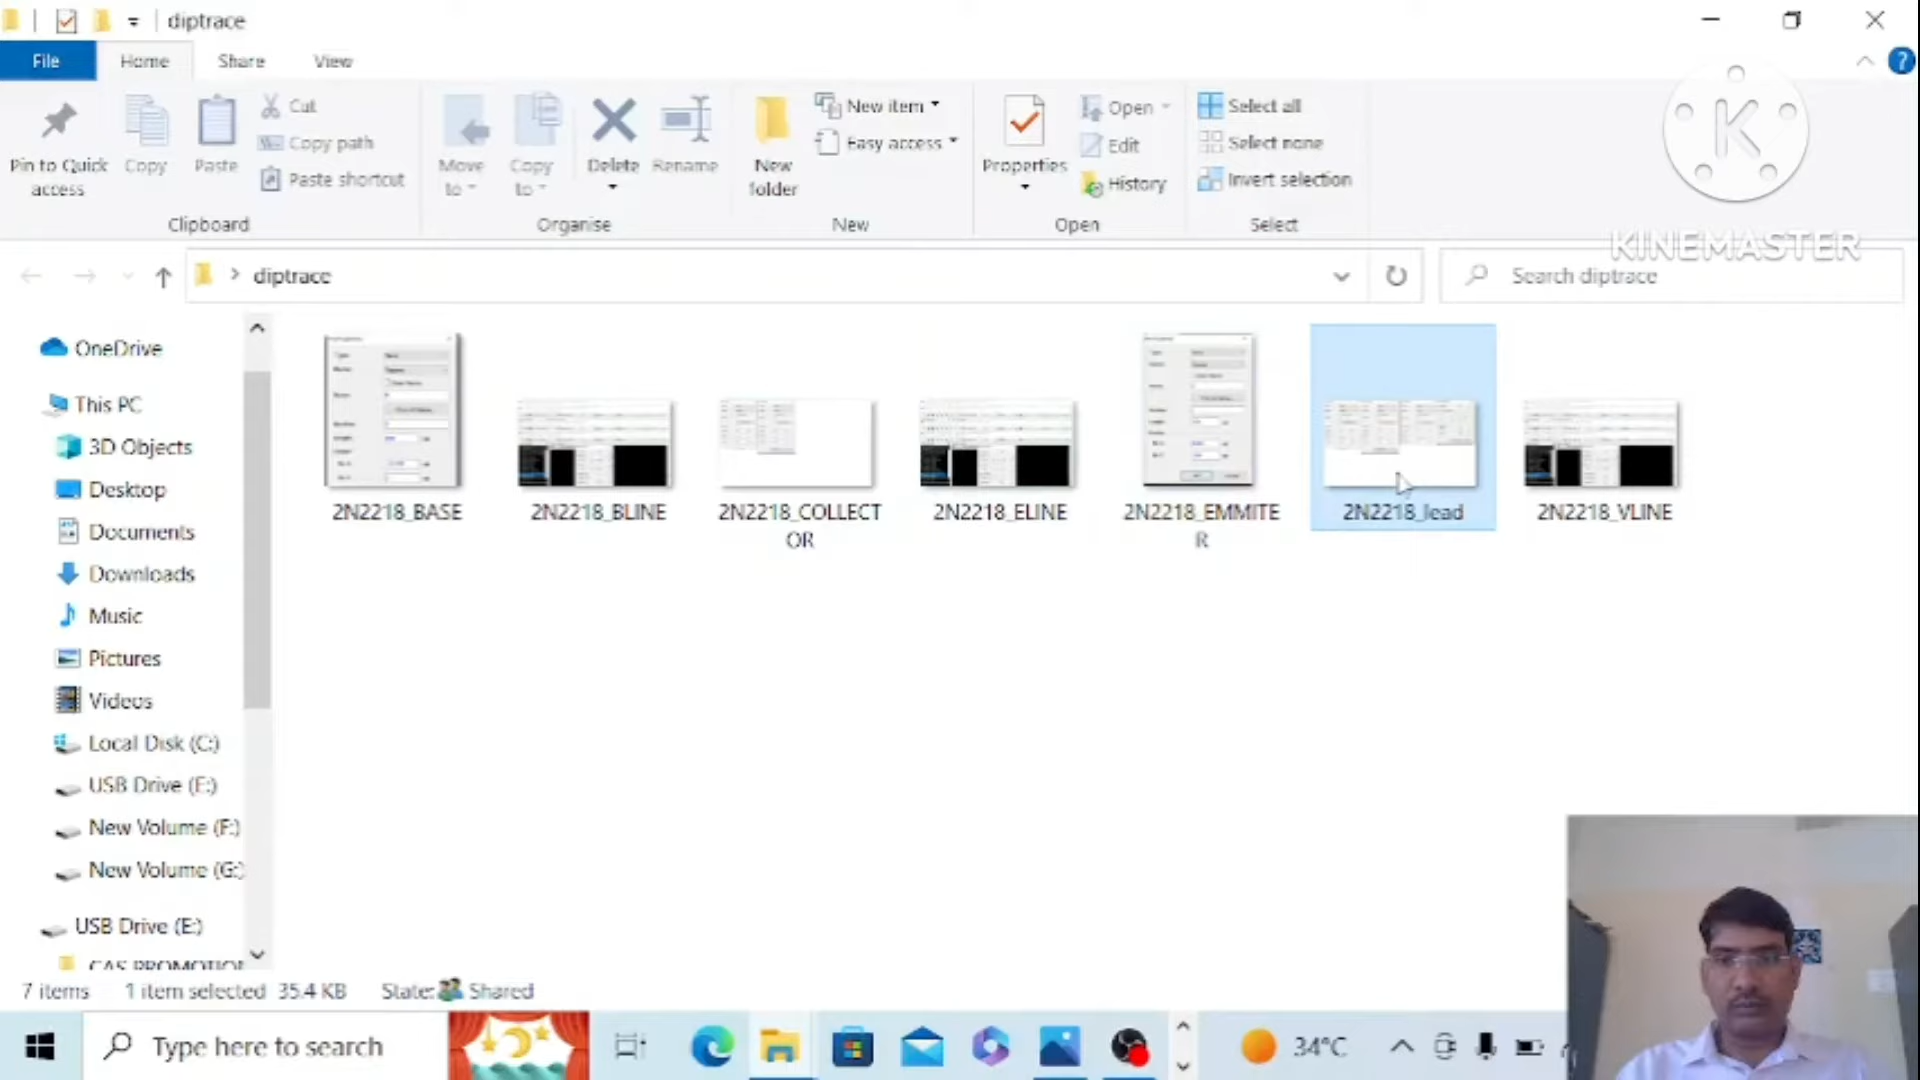 diptrace
File Home Share View
Pin to Quick access
Copy
Paste
Cut
Copy path
Paste shortcut
Clipboard
Move to
Copy to
Delete
Rename
Organise
New folder
New item
Easy access
New
Properties
Open
Edit
History
Open
Select all
Select none
Invert selection
Select
K
KINEMASTER
diptrace
Search diptrace
OneDrive
This PC
3D Objects
Desktop
Documents
Downloads
Music
Pictures
Videos
Local Disk (C:)
USB Drive (E:)
New Volume (F:)
New Volume (G:)
USB Drive (E:)
CAS PROMOTION
2N2218_BASE
2N2218_BLINE
2N2218_COLLECT
OR
2N2218_ELINE
2N2218_EMMITE
R
2N2218_lead
2N2218_VLINE
7 items 1 item selected 35.4 KB State: Shared
Type here to search
34°C